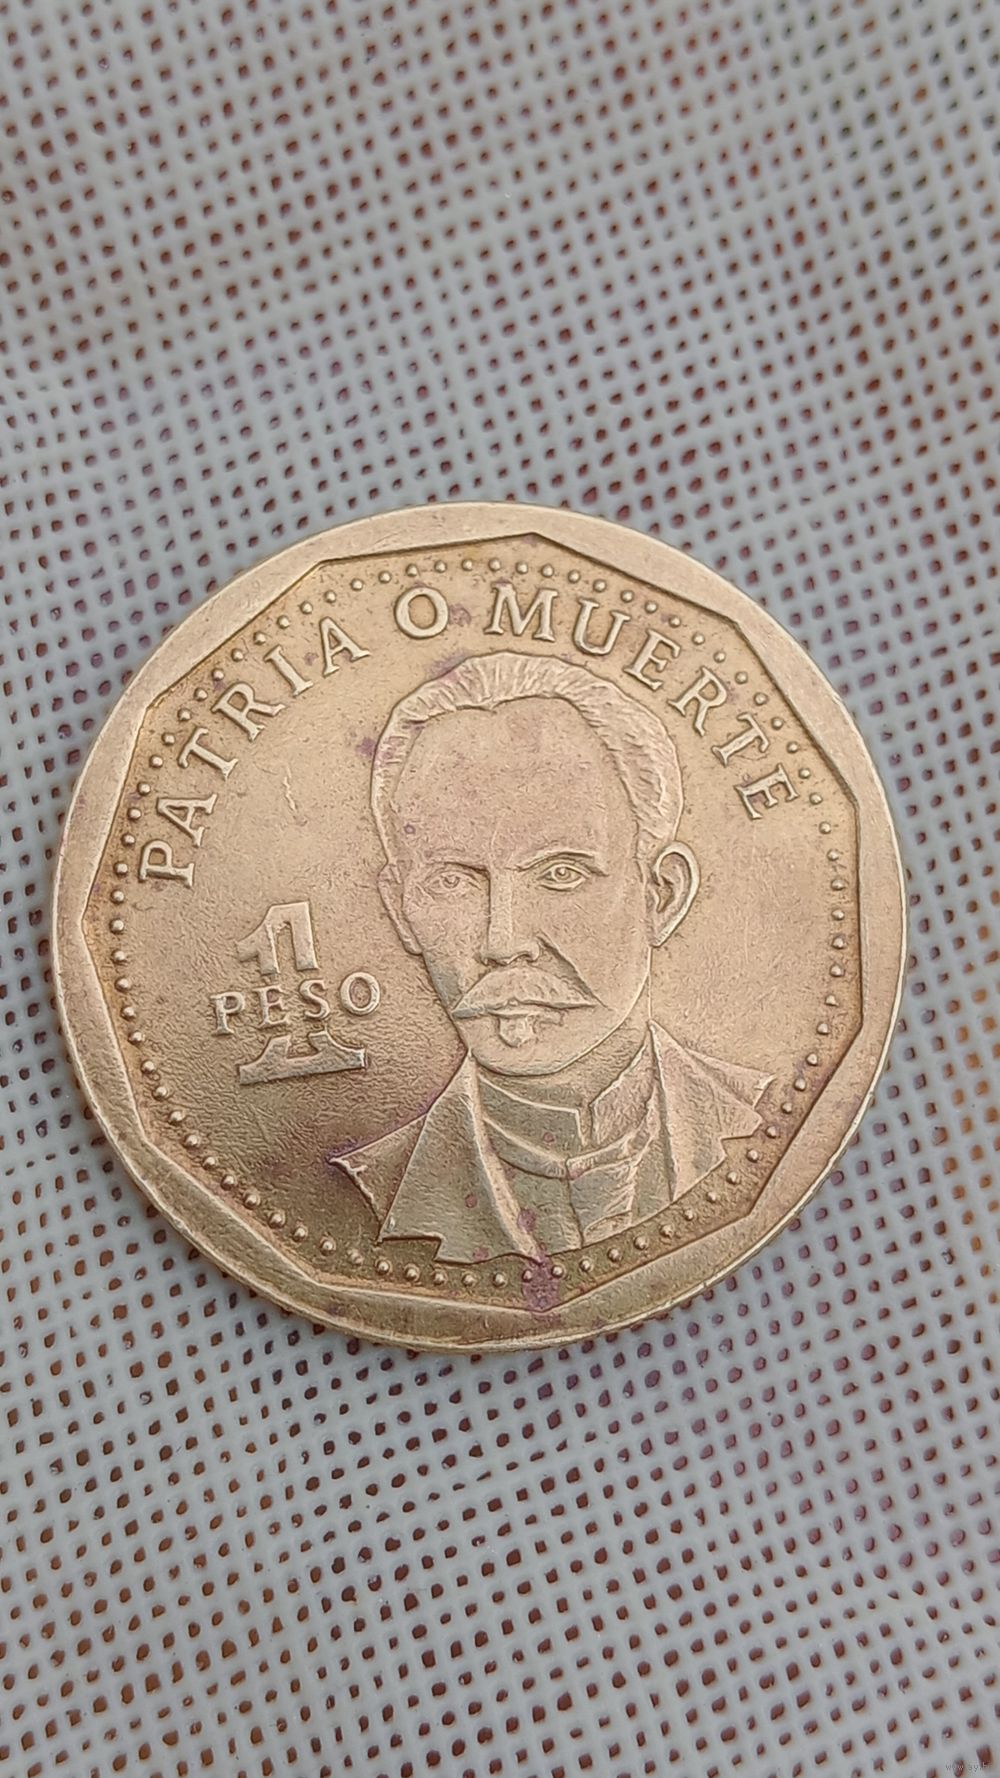 PATRIA O MUERTE
1
PESO